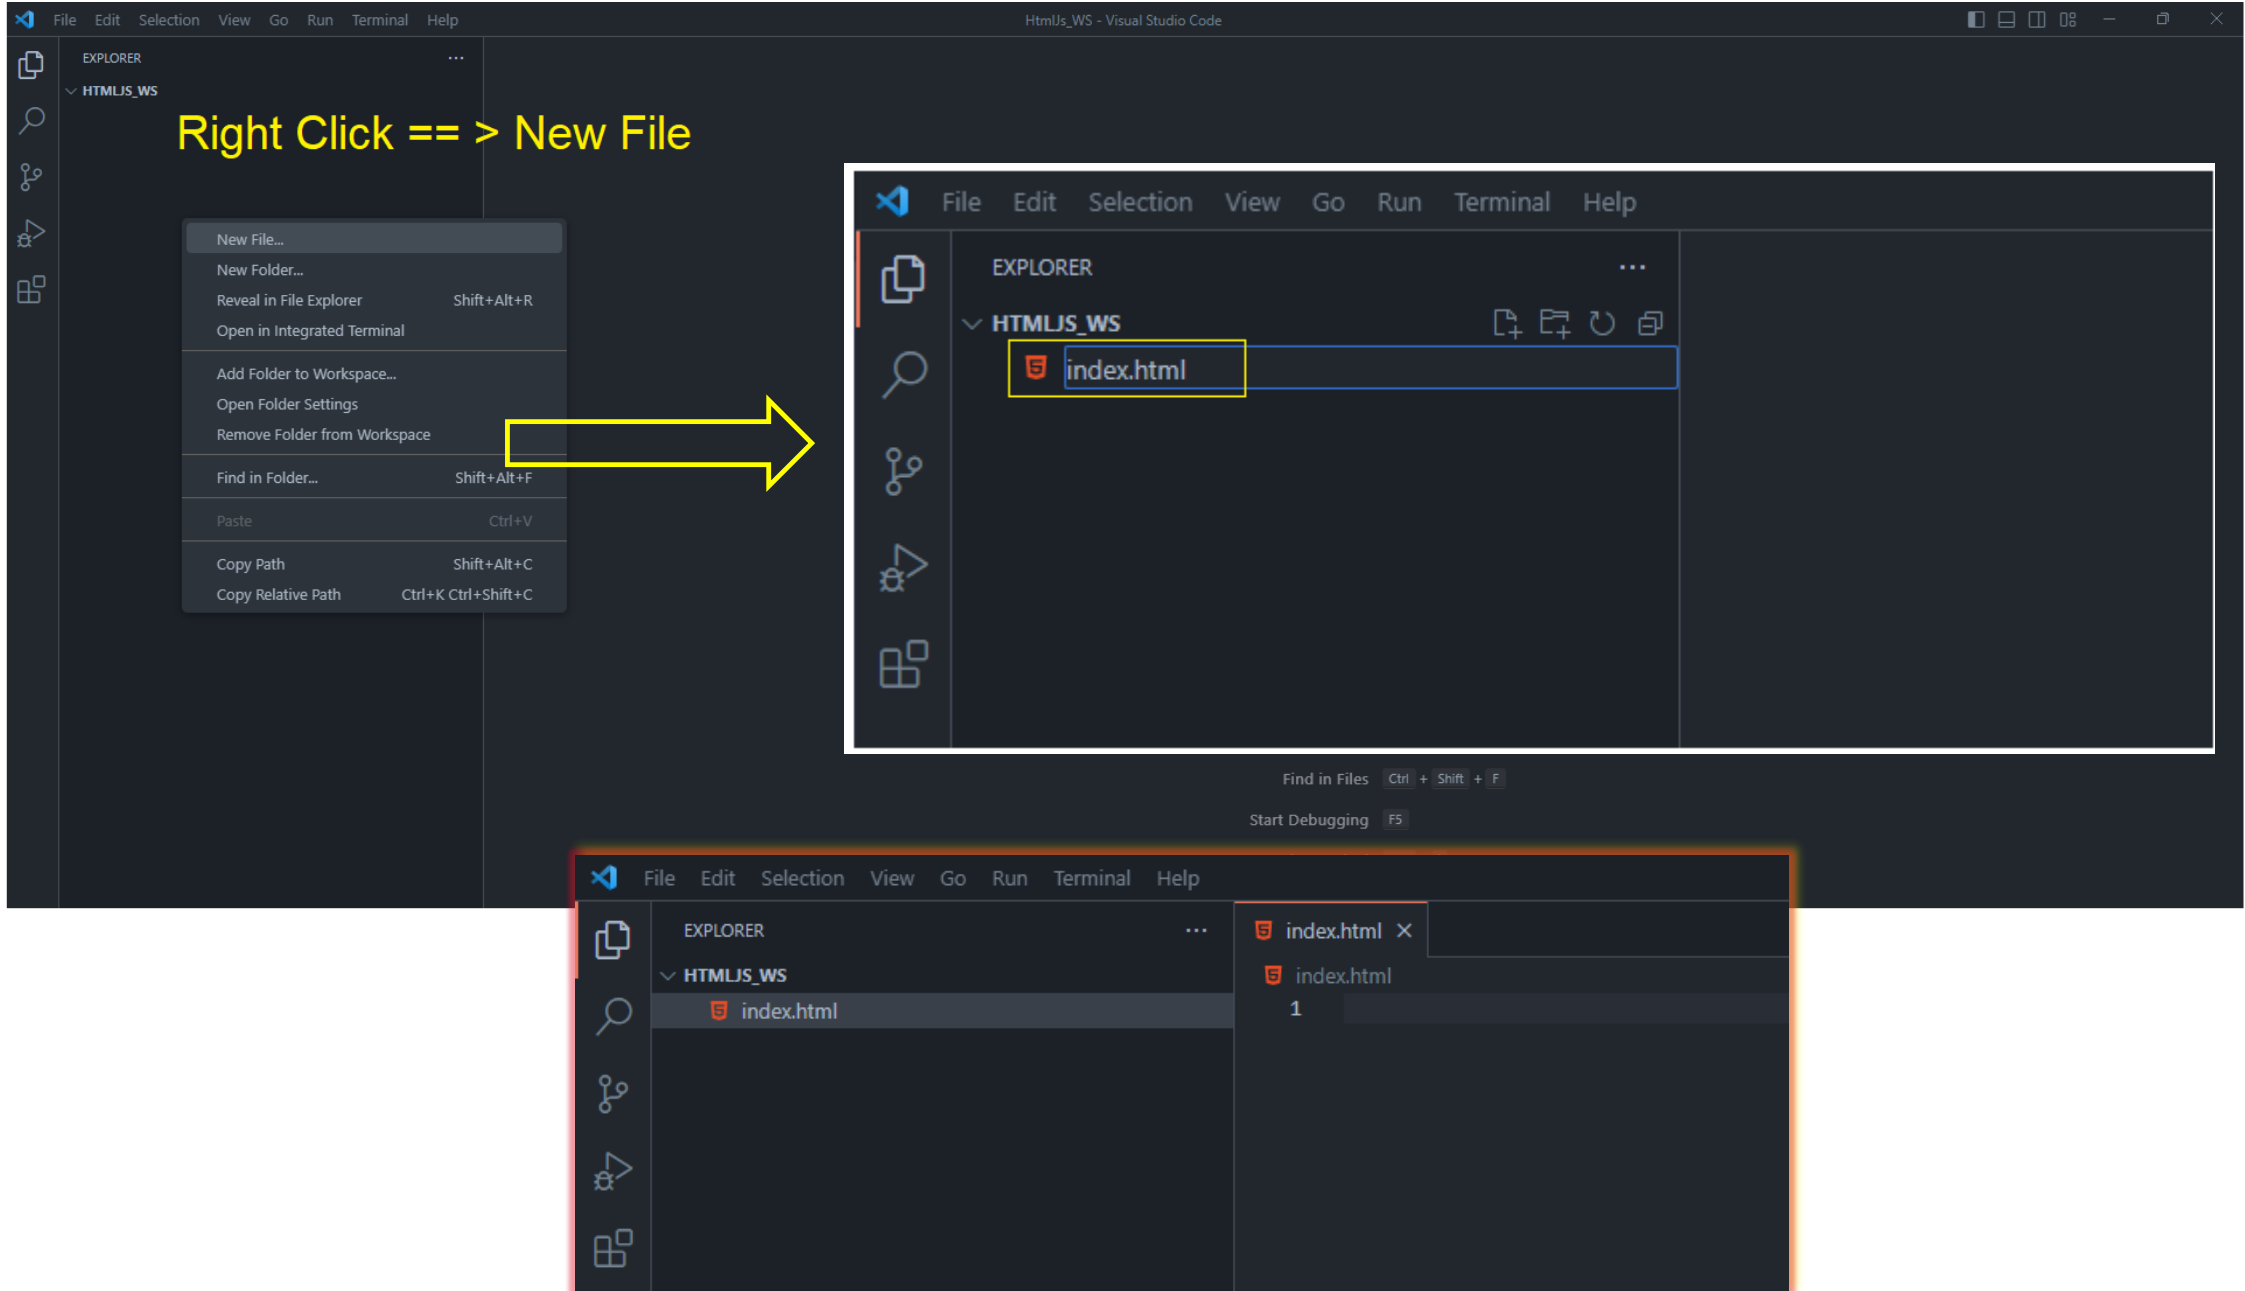 File Edit Selection View Go Run Terminal Help
HtmlJs_WS - Visual Studio Code
EXPLORER ...
HTMLJS_WS
Right Click == > New File
New File...
New Folder...
Reveal in File Explorer Shift+Alt+R
Open in Integrated Terminal
Add Folder to Workspace...
Open Folder Settings
Remove Folder from Workspace
Find in Folder... Shift+Alt+F
Paste Ctrl+V
Copy Path Shift+Alt+C
Copy Relative Path Ctrl+K Ctrl+Shift+C
File Edit Selection View Go Run Terminal Help
EXPLORER ...
HTMLJS_WS
index.html
Find in Files Ctrl + Shift + F
Start Debugging F5
File Edit Selection View Go Run Terminal Help
EXPLORER ...
HTMLJS_WS
index.html
index.html
index.html
1